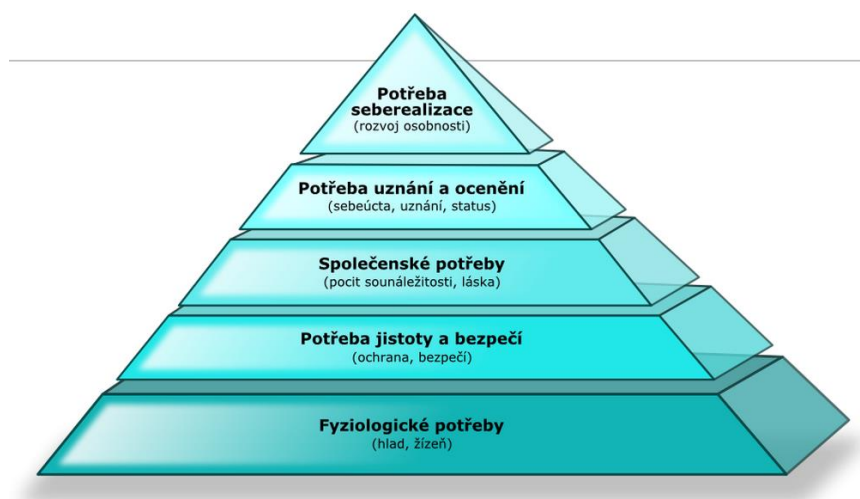 Potřeba
seberealizace
(rozvoj osobnosti)
Potřeba uznání a ocenění
(sebeúcta, uznání, status)
Společenské potřeby
(pocit sounáležitosti, láska)
Potřeba jistoty a bezpečí
(ochrana, bezpečí)
Fyziologické potřeby
(hlad, žízeň)